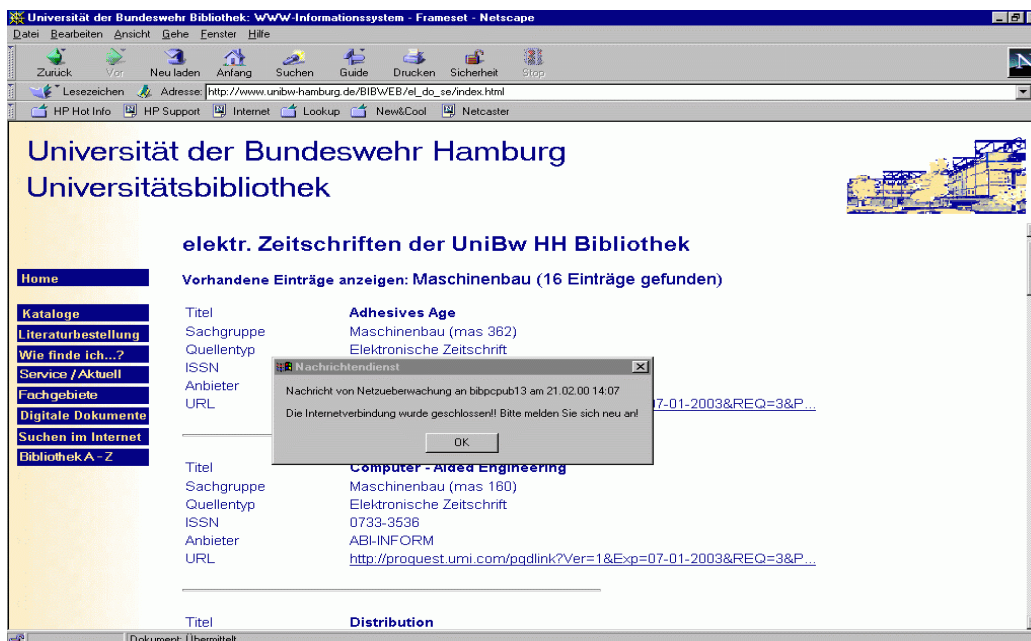 Universität der Bundeswehr Bibliothek: WWW-Informationssystem - Frameset - Netscape
Datei Bearbeiten Ansicht Gehe Fenster Hilfe
Zurück Vor Neu laden Anfang Suchen Guide Drucken Sicherheit Stop
Lesezeichen Adresse: http://www.unibw-hamburg.de/BIBWEB/el_do_se/index.html
HP Hot Info HP Support Internet Lookup New&Cool Netcaster
Universität der Bundeswehr Hamburg
Universitätsbibliothek
elektr. Zeitschriften der UniBw HH Bibliothek
Home
Vorhandene Einträge anzeigen: Maschinenbau (16 Einträge gefunden)
Kataloge
Literaturbestellung
Wie finde ich...?
Service / Aktuell
Fachgebiete
Digitale Dokumente
Suchen im Internet
Bibliothek A - Z
Titel Adhesives Age
Sachgruppe Maschinenbau (mas 362)
Quellentyp Elektronische Zeitschrift
ISSN
Anbieter
URL 7-01-2003&REQ=3&P...
Nachrichtendienst
Nachricht von Netzueberwachung an bibpcpub13 am 21.02.00 14:07
Die Internetverbindung wurde geschlossen!! Bitte melden Sie sich neu an!
OK
Titel Computer - Aided Engineering
Sachgruppe Maschinenbau (mas 160)
Quellentyp Elektronische Zeitschrift
ISSN 0733-3536
Anbieter ABI-INFORM
URL http://proquest.umi.com/pqdlink?Ver=1&Exp=07-01-2003&REQ=3&P...
Titel Distribution
Dokument: Übermittelt